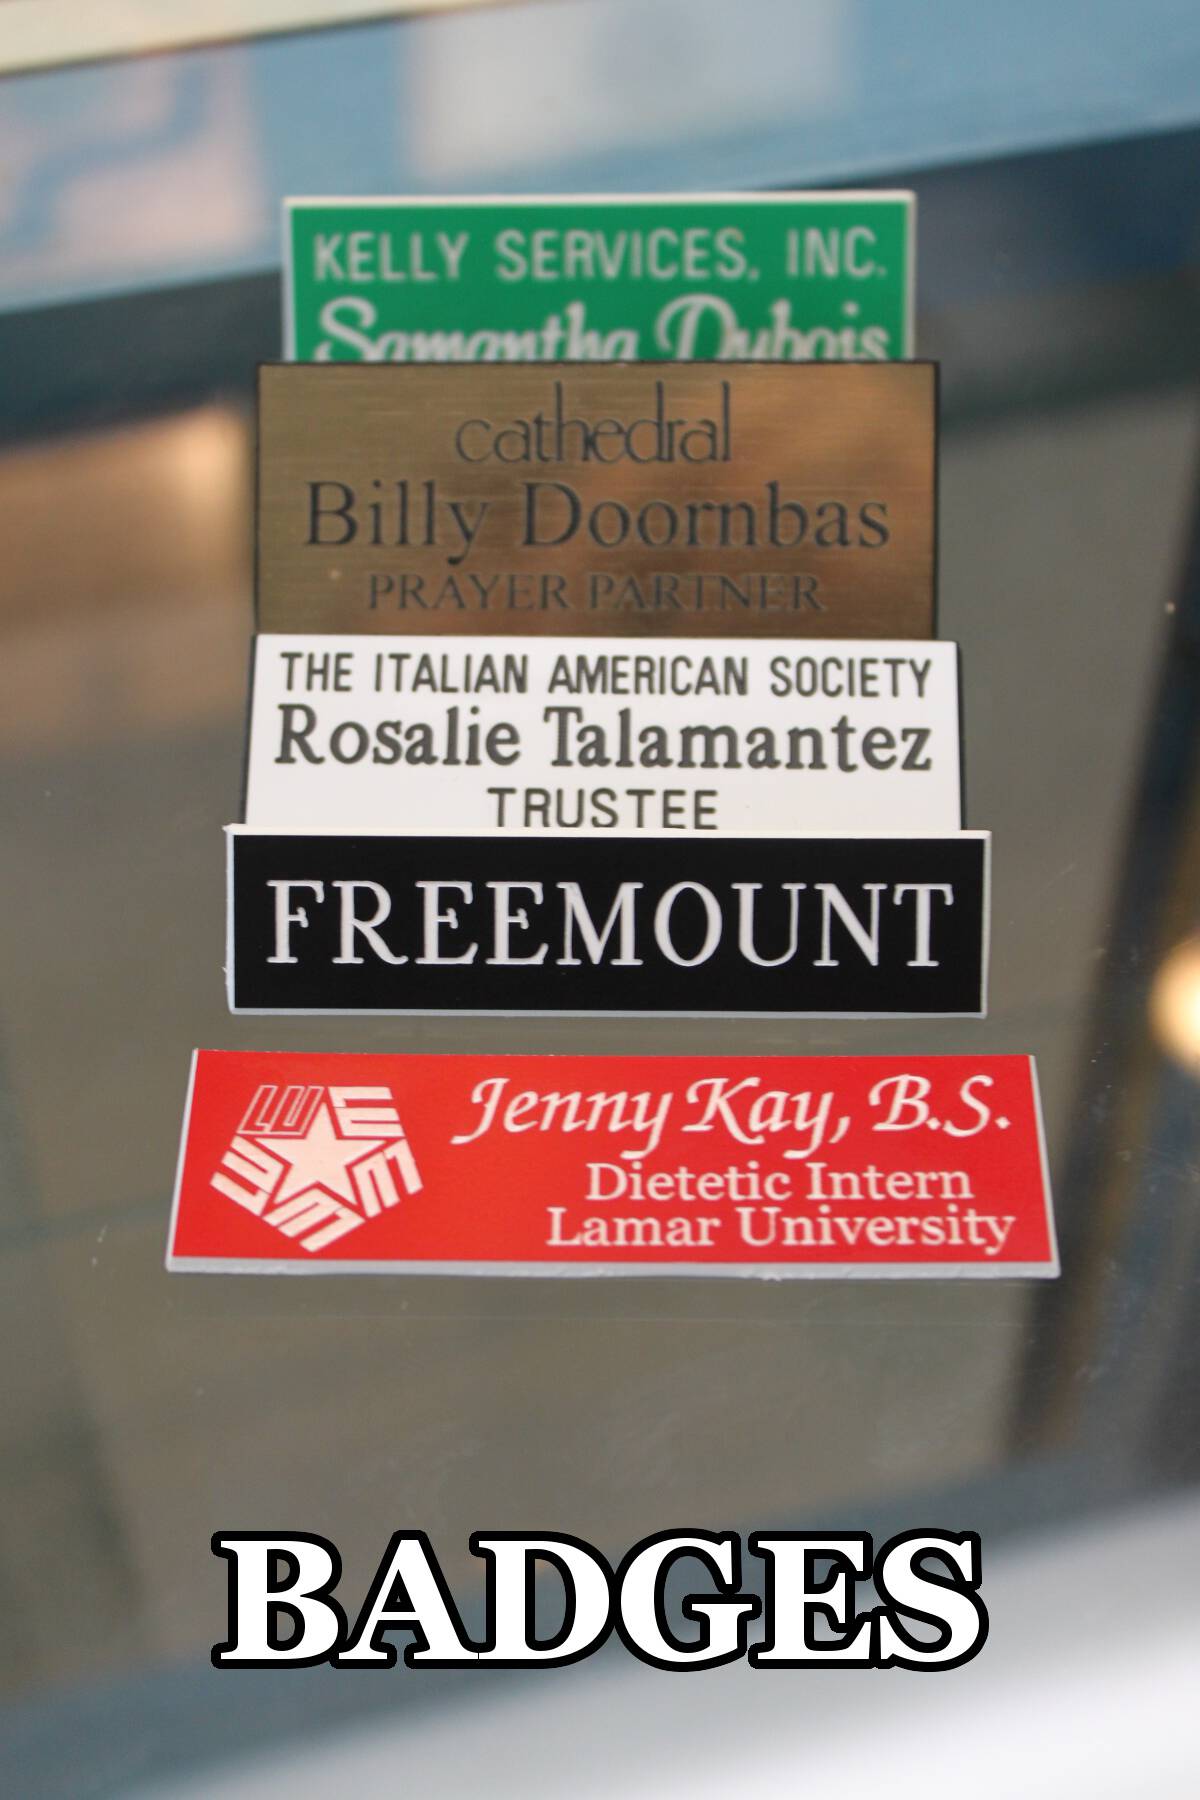 KELLY SERVICES, INC.
Samantha Dubois
cathedral
Billy Doornbas
PRAYER PARTNER
THE ITALIAN AMERICAN SOCIETY
Rosalie Talamantez
TRUSTEE
FREEMOUNT
LU
Jenny Kay, B.S.
Dietetic Intern
Lamar University
BADGES